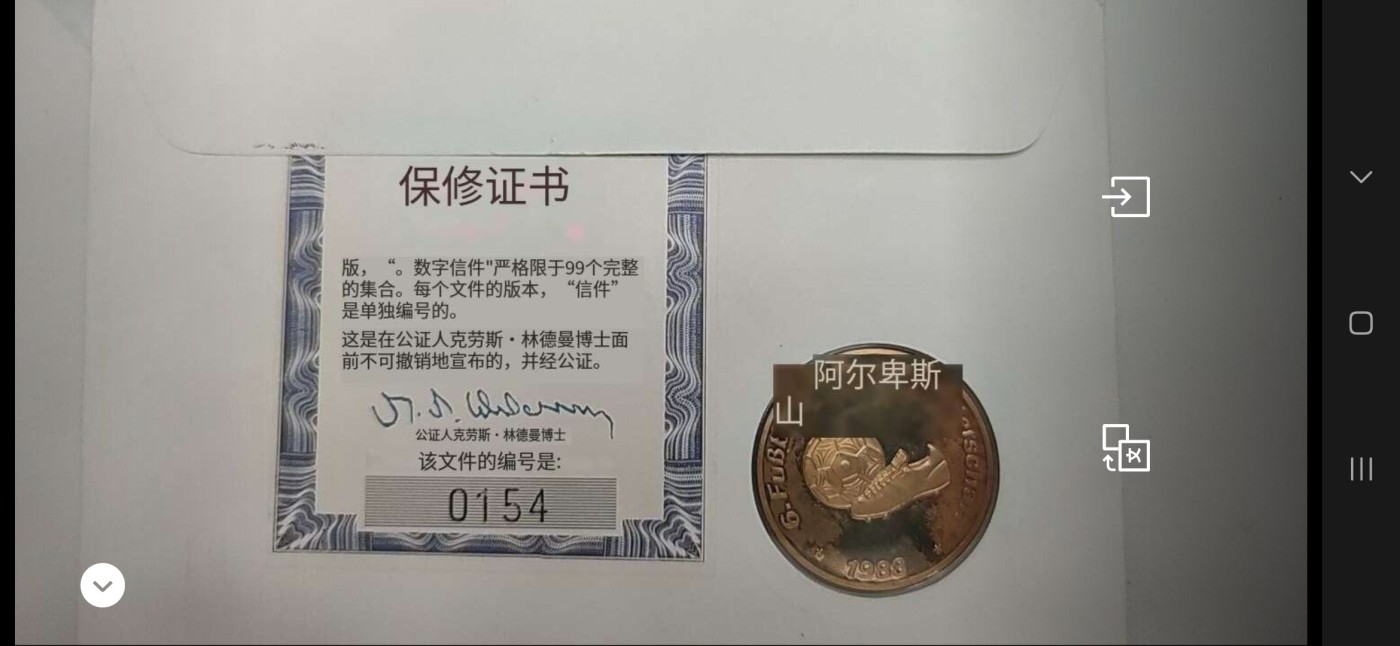 保修证书
版，“。数字信件"严格限于99个完整
的集合。每个文件的版本，“信件”
是单独编号的。
这是在公证人克劳斯·林德曼博士面
前不可撤销地宣布的，并经公证。
公证人克劳斯·林德曼博士
该文件的编号是:
0154
阿尔卑斯
山
1988